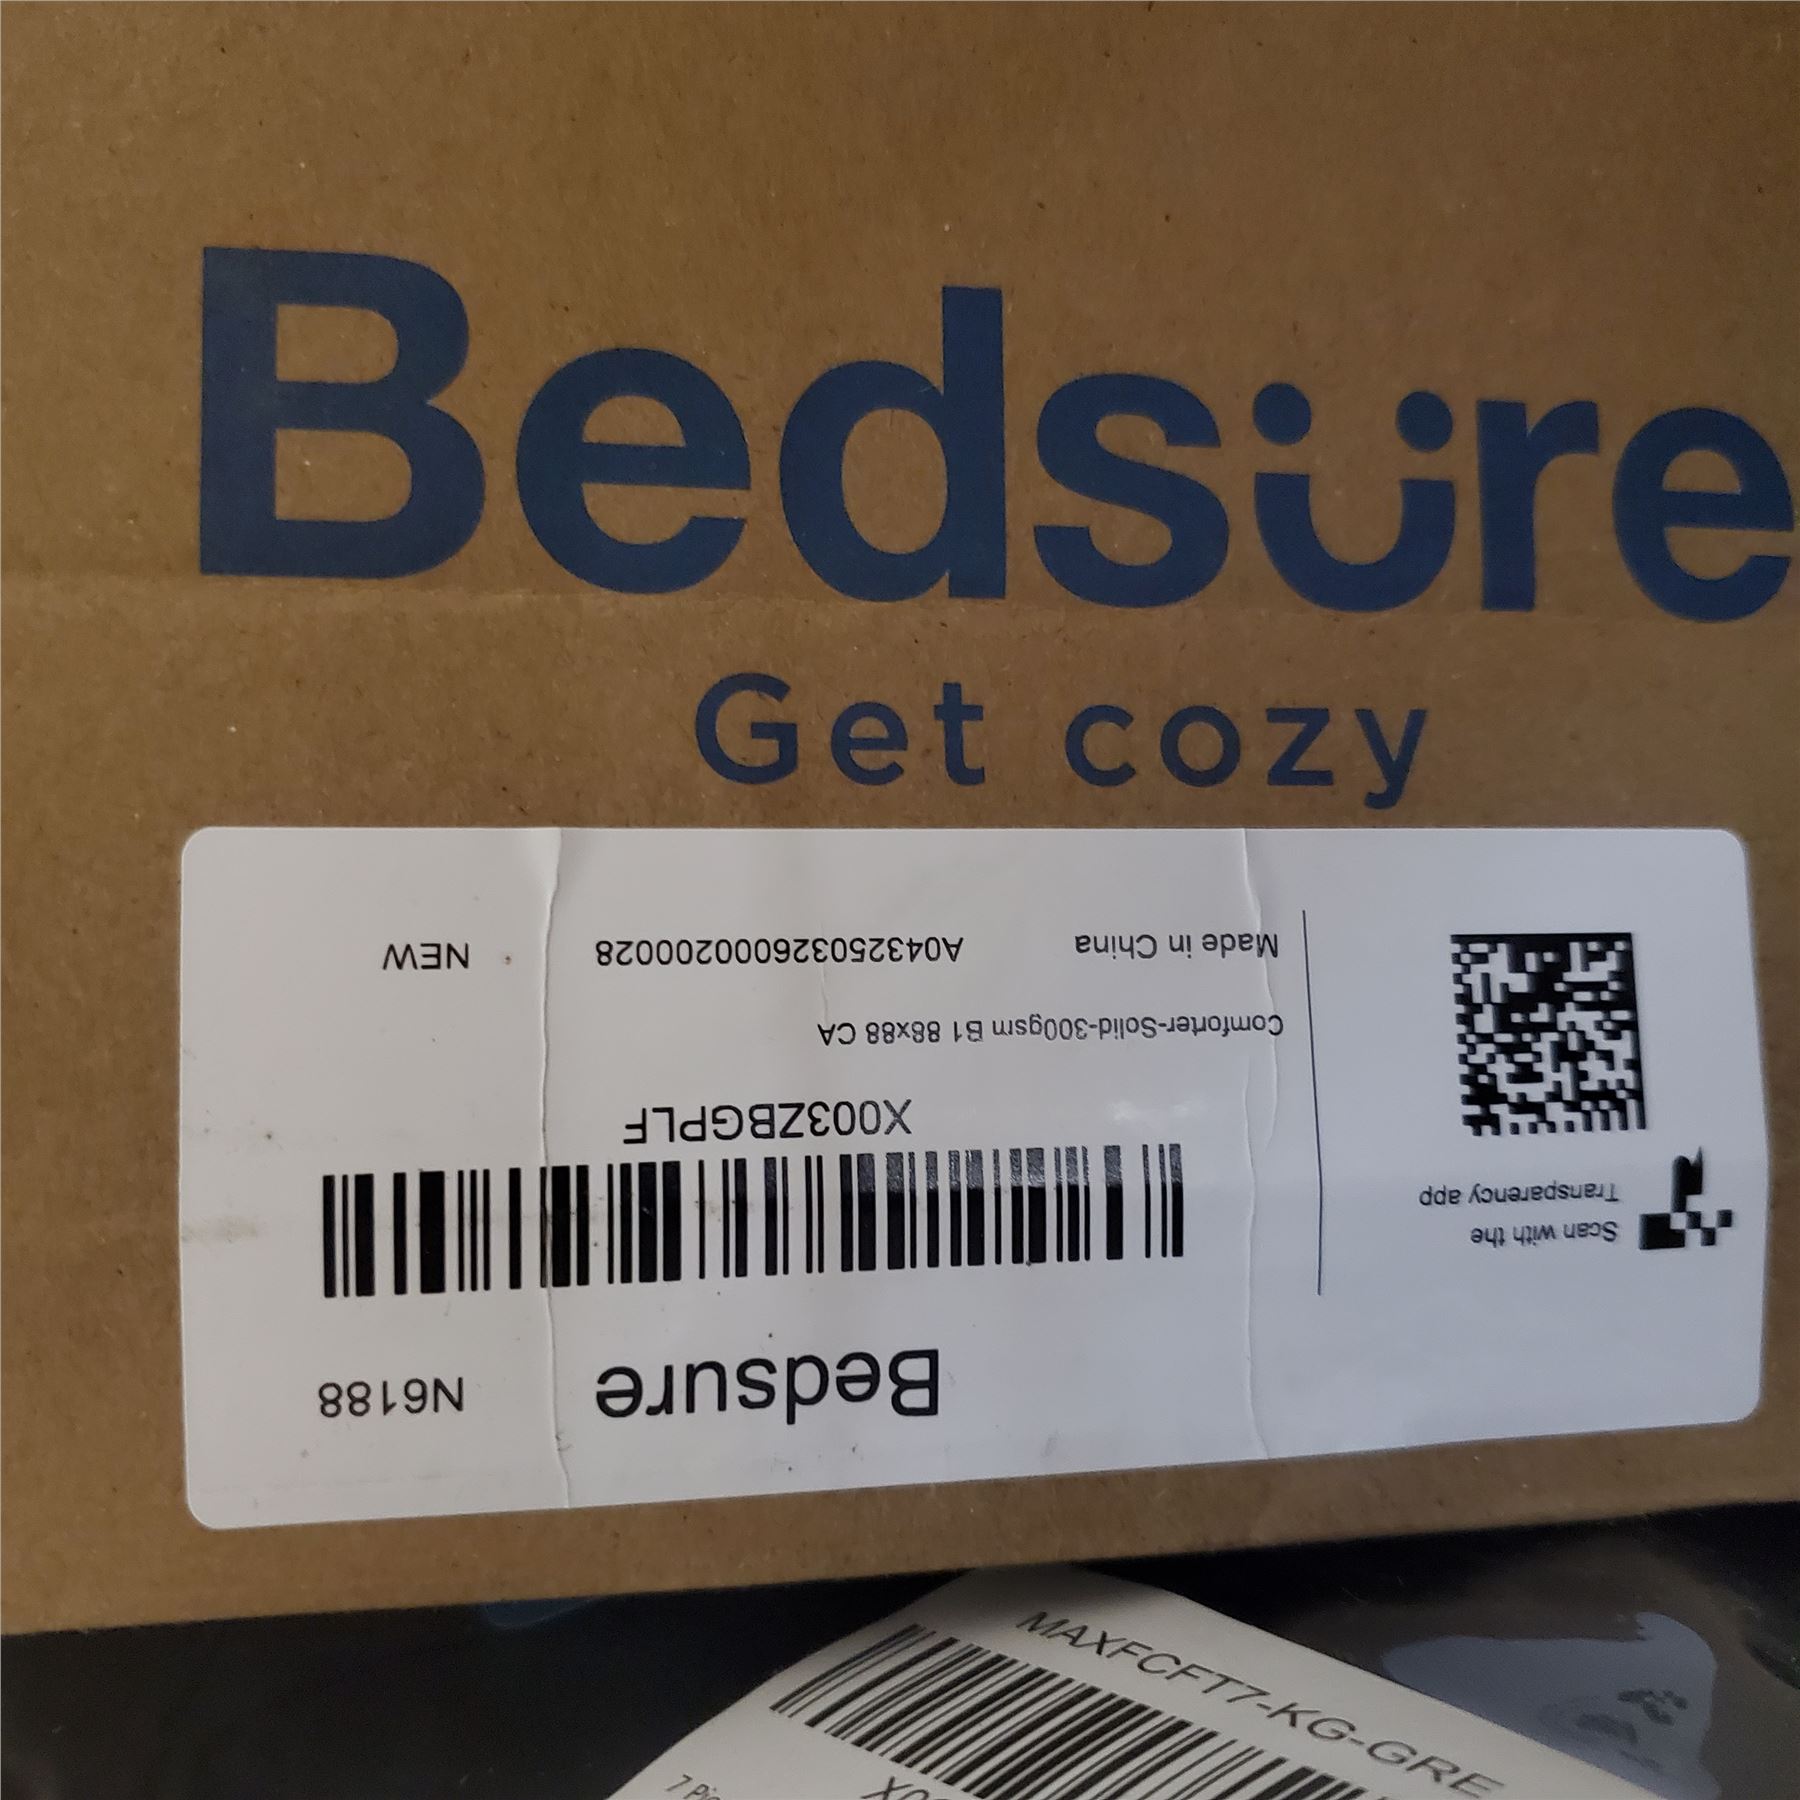 Bedsure
Get cozy
Bedsure
N6188
X003ZBGPLF
Comforter-Solid-300gsm B1 88x88 CA
Made in China
A0432503260002000028
NEW
Scan with the
Transparency app
MAXFCFT7-KG-GRE